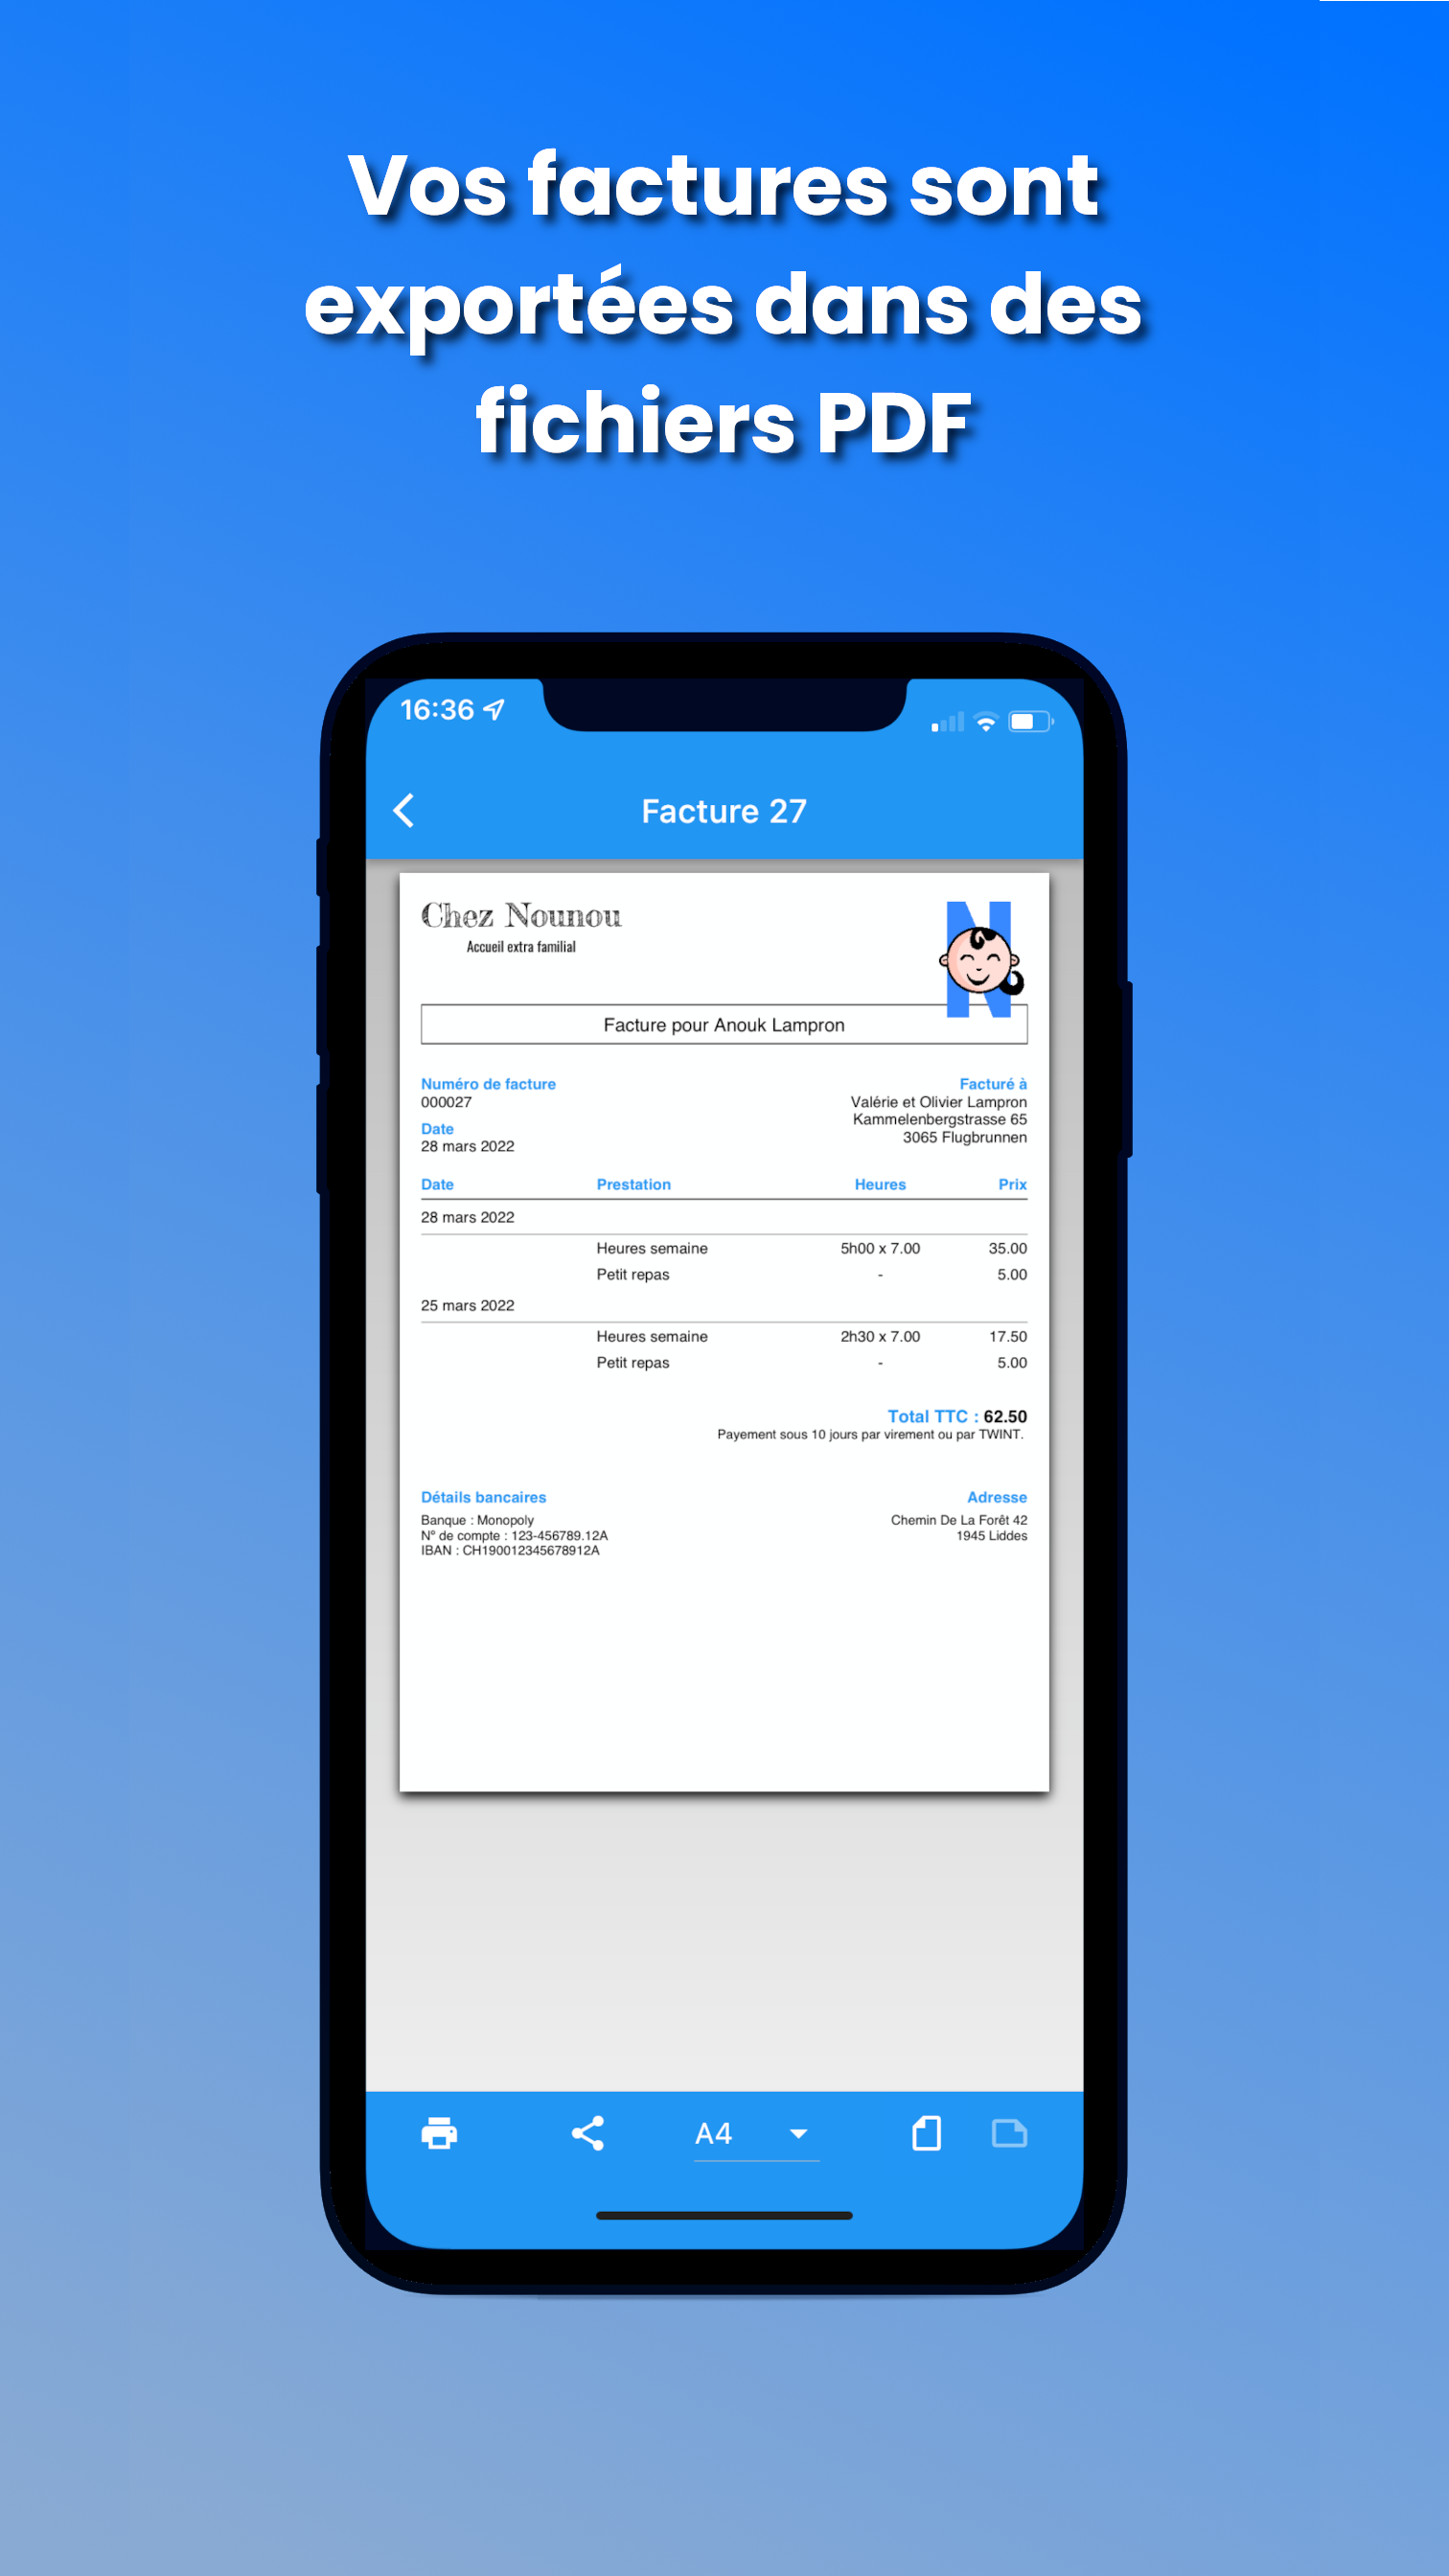 Vos factures sont
exportées dans des
fichiers PDF
16:36
Facture 27
Chez Nounou
Accueil extra familial
N
Facture pour Anouk Lampron
Numéro de facture
000027
Date
28 mars 2022
Facturé à
Valérie et Olivier Lampron
Kammelenbergstrasse 65
3065 Flugbrunnen
Date Prestation Heures Prix
28 mars 2022
Heures semaine 5h00 x 7.00 35.00
Petit repas - 5.00
25 mars 2022
Heures semaine 2h30 x 7.00 17.50
Petit repas - 5.00
Total TTC : 62.50
Payement sous 10 jours par virement ou par TWINT.
Détails bancaires
Banque : Monopoly
N° de compte : 123-456789.12A
IBAN : CH190012345678912A
Adresse
Chemin De La Forêt 42
1945 Liddes
A4